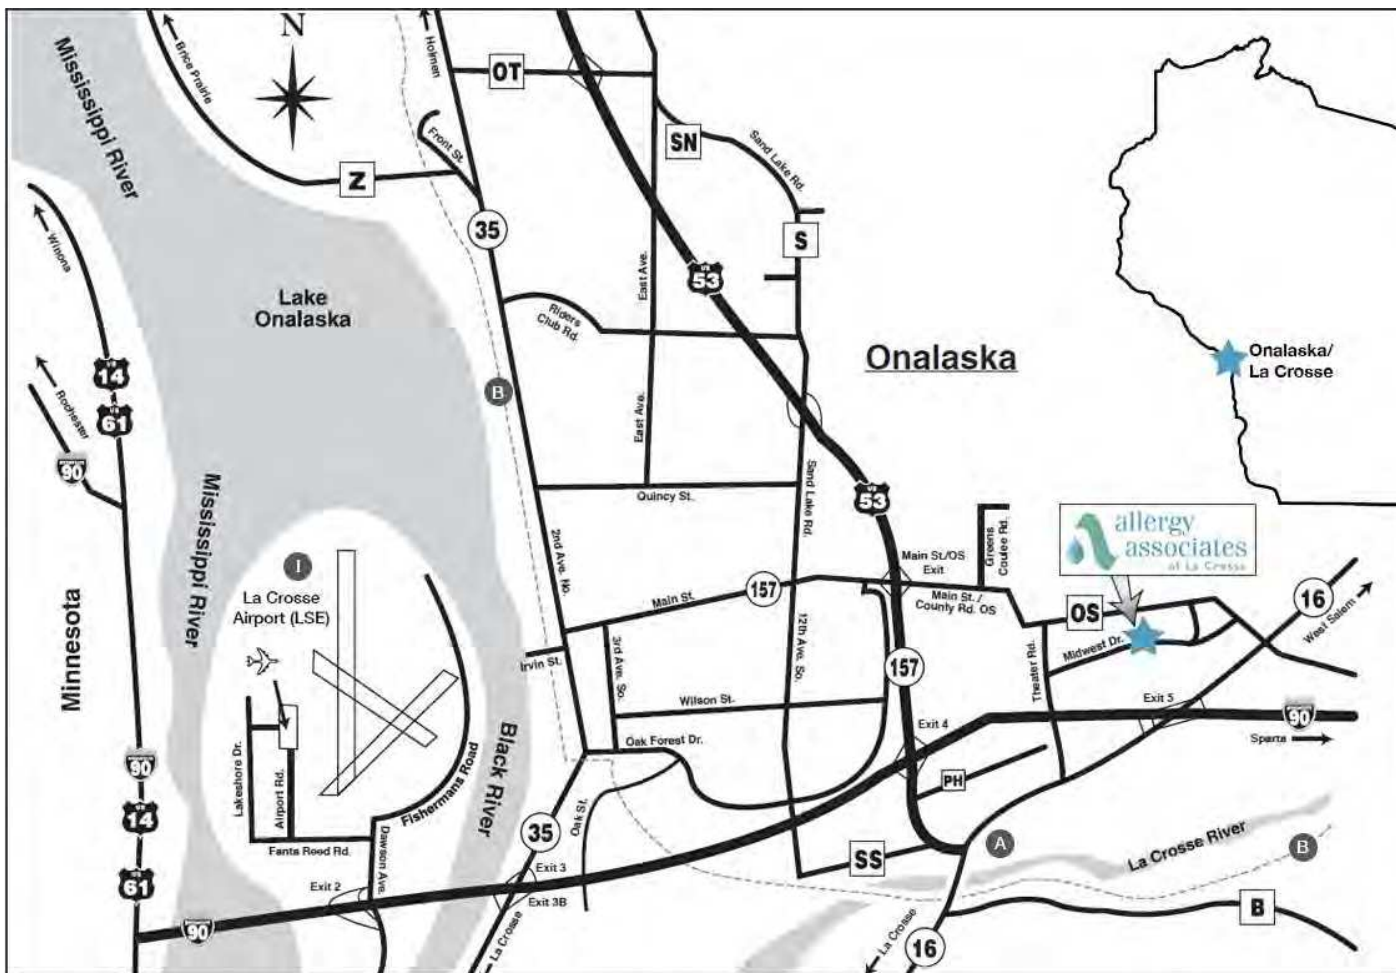 N
Mississippi River
Brice Prairie
Holmen
OT
Front St.
SN
Sand Lake Rd.
Z
35
S
Winona
53
East Ave.
Lake
Onalaska
Riders
Club Rd.
Onalaska
Onalaska/
La Crosse
14
61
B
East Ave.
Rochester
90
Mississippi River
Quincy St.
Sand Lake Rd.
53
Greens
Coulee Rd.
allergy
associates
of La Crosse
Main St./OS
Exit
2nd Ave. No.
I
La Crosse
Airport (LSE)
Main St.
157
Main St./
County Rd. OS
OS
16
West Salem
Minnesota
Irvin St.
3rd Ave. So.
12th Ave. So.
157
Theater Rd.
Midwest Dr.
Wilson St.
Exit 5
90
Sparta
Exit 4
Oak Forest Dr.
Black River
Fishermans Road
Lakeshore Dr.
Airport Rd.
90
14
61
PH
35
Oak St.
Fanta Reed Rd.
Dawson Ave.
SS
A
La Crosse River
B
Exit 3
Exit 2
Exit 3B
90
La Crosse
La Crosse
16
B